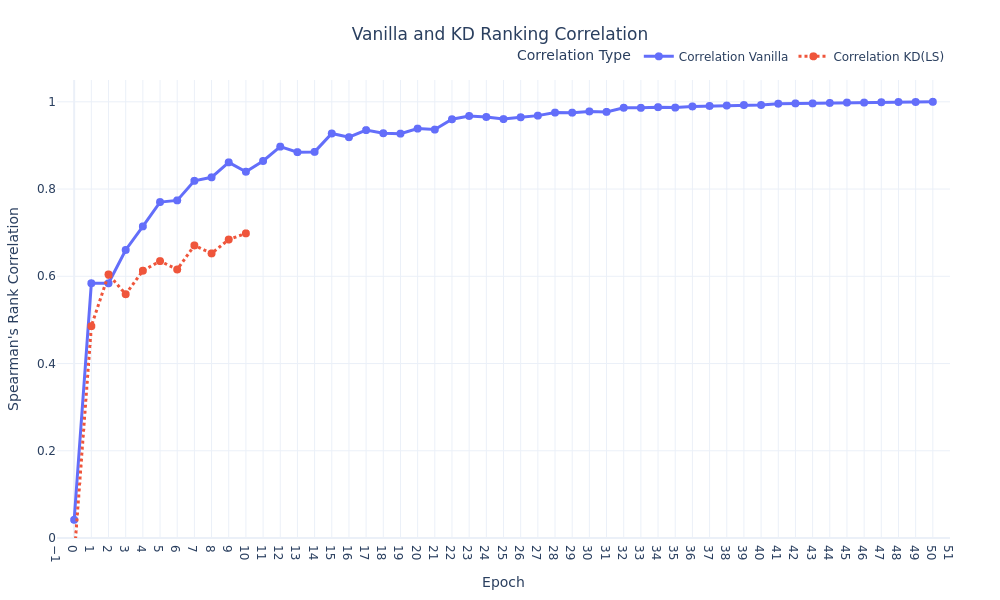 Vanilla and KD Ranking Correlation
Correlation Type Correlation Vanilla Correlation KD(LS)
Spearman's Rank Correlation
1
0.8
0.6
0.4
0.2
0
−1 0 1 2 3 4 5 6 7 8 9 10 11 12 13 14 15 16 17 18 19 20 21 22 23 24 25 26 27 28 29 30 31 32 33 34 35 36 37 38 39 40 41 42 43 44 45 46 47 48 49 50 51
Epoch